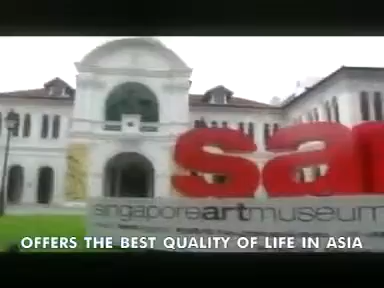 sam
singaporeartmuseum
OFFERS THE BEST QUALITY OF LIFE IN ASIA